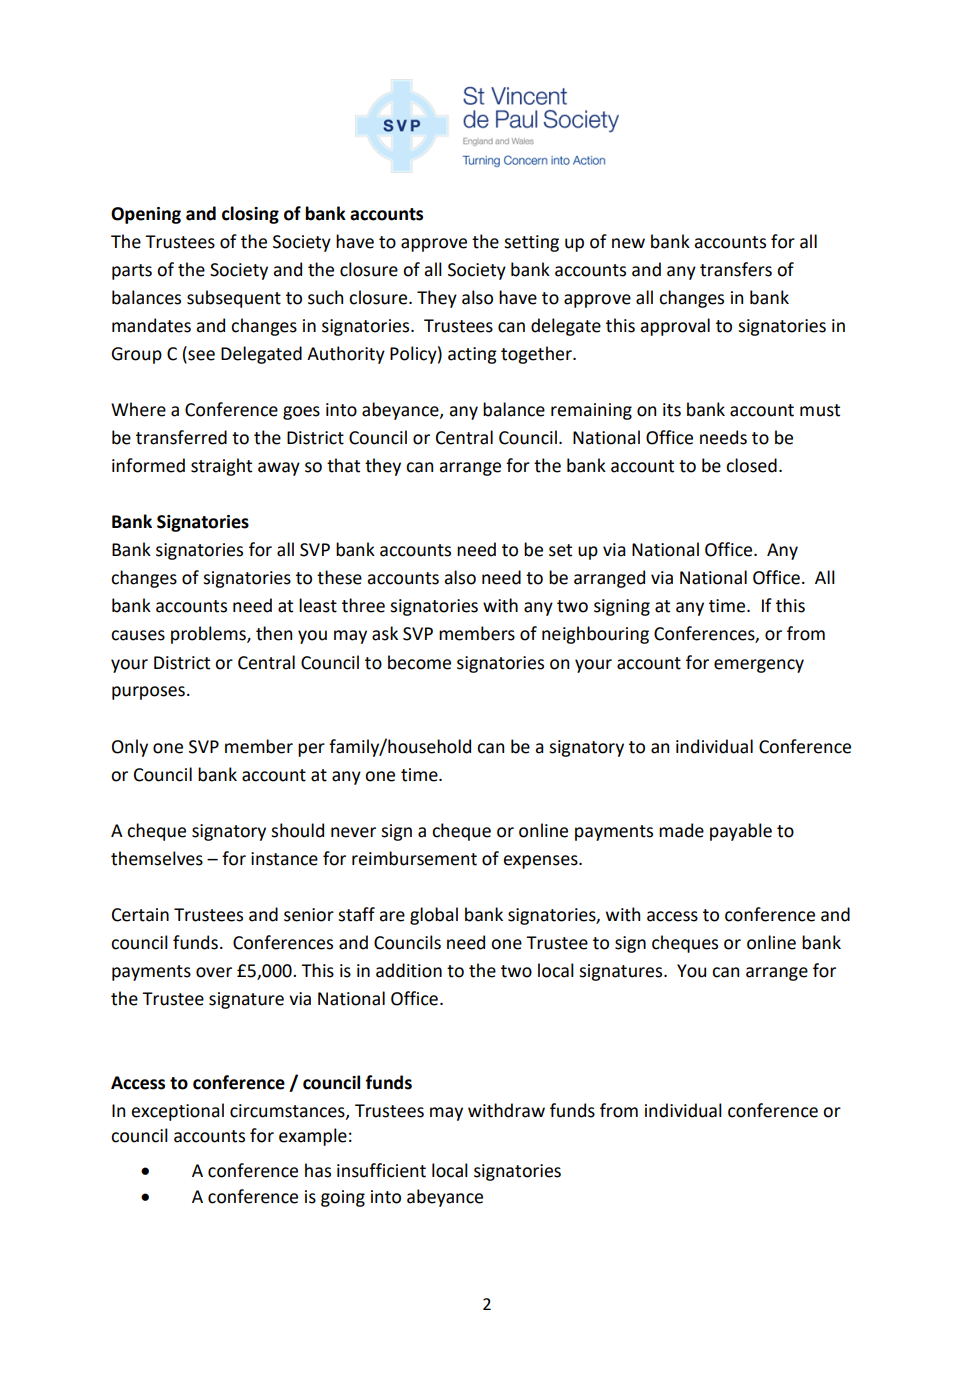 SVP
St Vincent
de Paul Society
England and Wales
Turning Concern into Action
Opening and closing of bank accounts
The Trustees of the Society have to approve the setting up of new bank accounts for all
parts of the Society and the closure of all Society bank accounts and any transfers of
balances subsequent to such closure. They also have to approve all changes in bank
mandates and changes in signatories.  Trustees can delegate this approval to signatories in
Group C (see Delegated Authority Policy) acting together.
Where a Conference goes into abeyance, any balance remaining on its bank account must
be transferred to the District Council or Central Council.  National Office needs to be
informed straight away so that they can arrange for the bank account to be closed.
Bank Signatories
Bank signatories for all SVP bank accounts need to be set up via National Office.  Any
changes of signatories to these accounts also need to be arranged via National Office.  All
bank accounts need at least three signatories with any two signing at any time.  If this
causes problems, then you may ask SVP members of neighbouring Conferences, or from
your District or Central Council to become signatories on your account for emergency
purposes.
Only one SVP member per family/household can be a signatory to an individual Conference
or Council bank account at any one time.
A cheque signatory should never sign a cheque or online payments made payable to
themselves – for instance for reimbursement of expenses.
Certain Trustees and senior staff are global bank signatories, with access to conference and
council funds.  Conferences and Councils need one Trustee to sign cheques or online bank
payments over £5,000. This is in addition to the two local signatures.  You can arrange for
the Trustee signature via National Office.
Access to conference / council funds
In exceptional circumstances, Trustees may withdraw funds from individual conference or
council accounts for example:
• A conference has insufficient local signatories
• A conference is going into abeyance
2